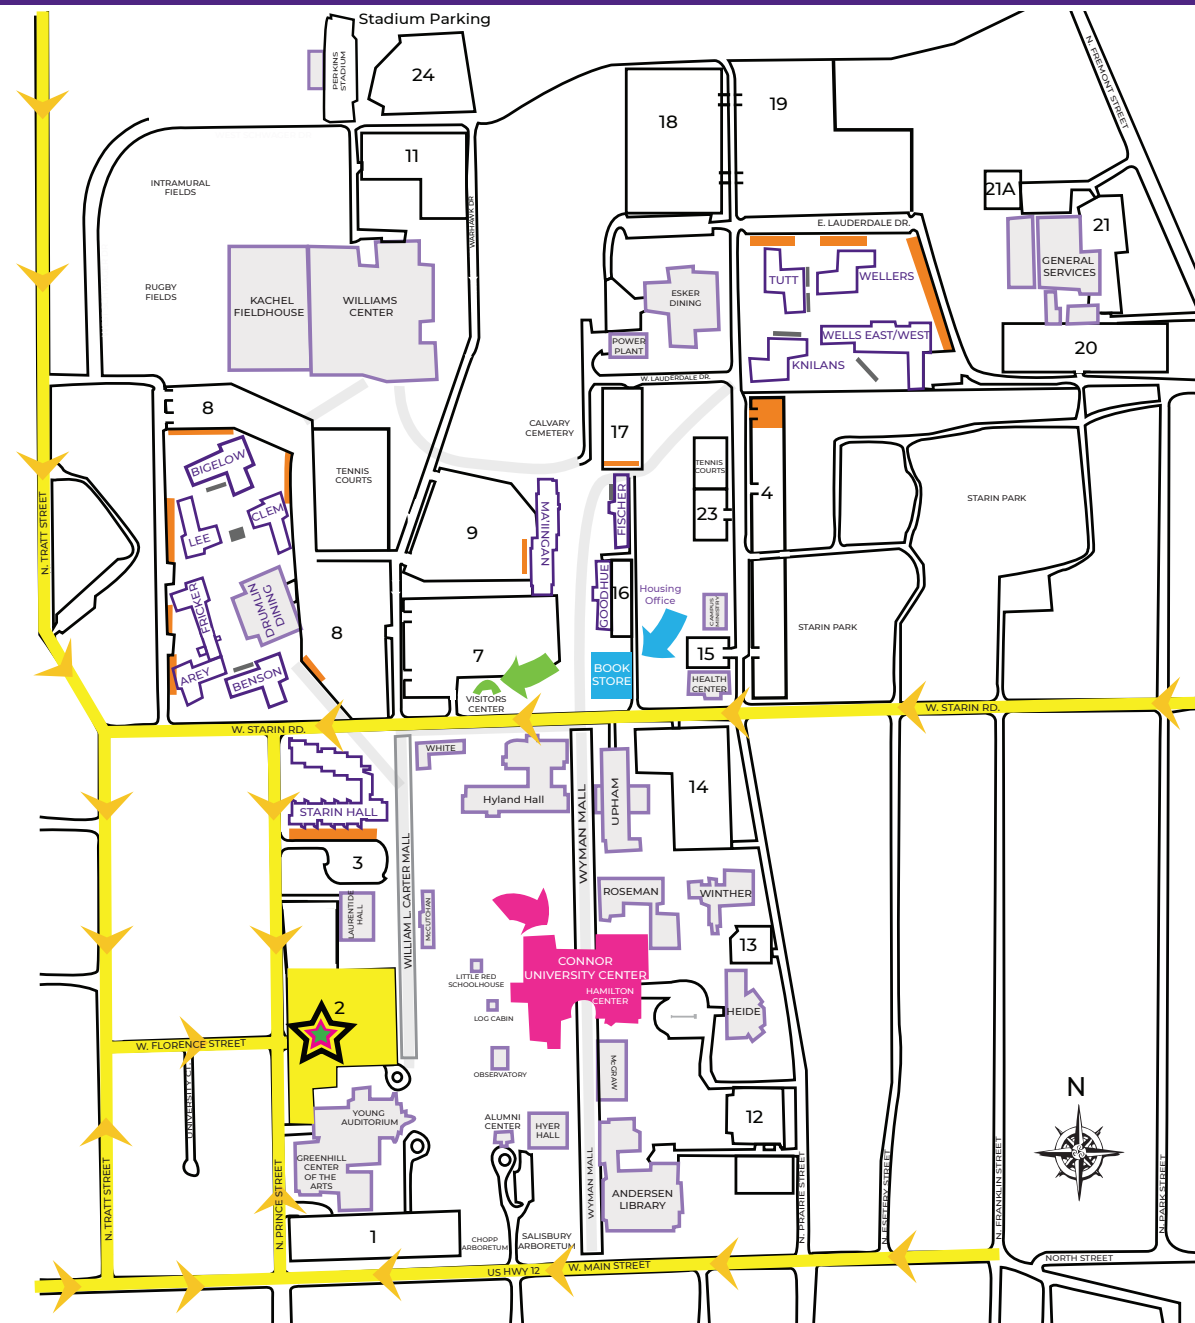 Stadium Parking
PERKINS
STADIUM
24
18
19
N. FREMONT STREET
11
INTRAMURAL
FIELDS
WARHAWK DR
21A
21
E. LAUDERDALE DR.
GENERAL
SERVICES
TUTT
WELLERS
RUGBY
FIELDS
KACHEL
FIELDHOUSE
WILLIAMS
CENTER
ESKER
DINING
POWER
PLANT
WELLS EAST/WEST
KNILANS
20
W. LAUDERDALE DR.
8
CALVARY
CEMETERY
17
TENNIS
COURTS
TENNIS
COURTS
BIGELOW
4
STARIN PARK
N. TRATT STREET
CLEM
LEE
9
MA'IINGAN
FISCHER
23
FRICKER
DRUMLIN
DINING
8
GOODHUE
16
Housing
Office
CAMPUS
MINISTRY
STARIN PARK
7
15
AREY
BENSON
BOOK
STORE
HEALTH
CENTER
VISITORS
CENTER
W. STARIN RD.
W. STARIN RD.
WHITE
Hyland Hall
WYMAN MALL
UPHAM
14
STARIN HALL
3
WILLIAM L. CARTER MALL
LAURENTIDE
HALL
McCUTCHAN
ROSEMAN
WINTHER
13
CONNOR
UNIVERSITY CENTER
HAMILTON
CENTER
LITTLE RED
SCHOOLHOUSE
LOG CABIN
HEIDE
2
W. FLORENCE STREET
UNIVERSITY CT
OBSERVATORY
McGRAW
N
YOUNG
AUDITORIUM
ALUMNI
CENTER
HYER
HALL
12
GREENHILL
CENTER
OF THE
ARTS
N. TRATT STREET
N. PRINCE STREET
WYMAN MALL
ANDERSEN
LIBRARY
N. PRAIRIE STREET
N. ESETERY STREET
N. FRANKLIN STREET
N. PARK STREET
1
CHOPP
ARBORETUM
SALISBURY
ARBORETUM
US HWY 12
W. MAIN STREET
NORTH STREET